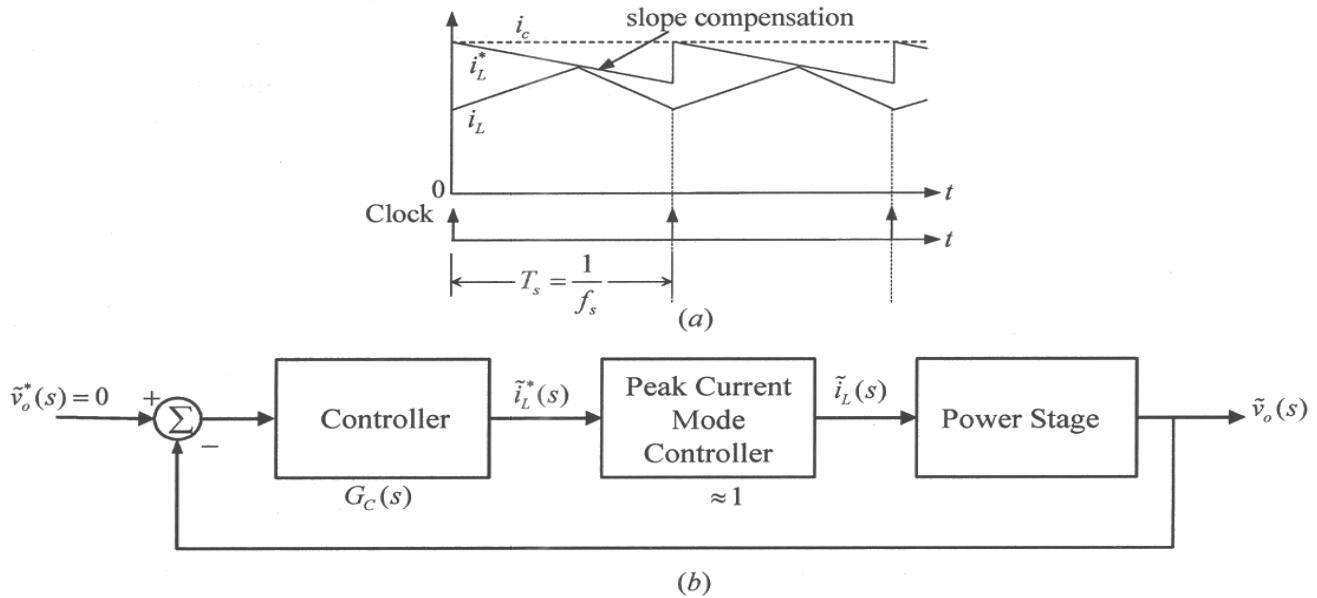 slope compensation
i_c
i_L^*
i_L
0
t
Clock
t
T_s = 1/f_s
(a)
ṽ_o^*(s) = 0
+
Σ
−
Controller
G_C(s)
ĩ_L^*(s)
Peak Current
Mode
Controller
≈1
ĩ_L(s)
Power Stage
ṽ_o(s)
(b)